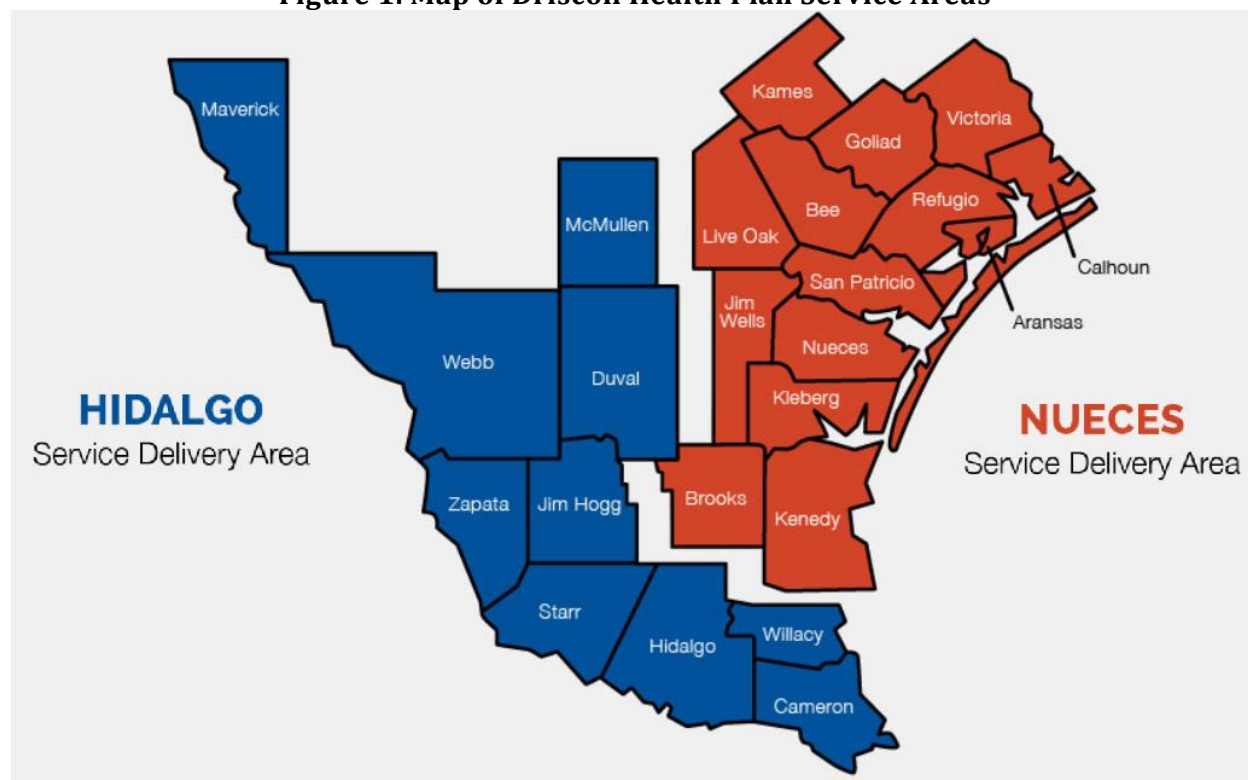 Figure 1: Map of Driscoll Health Plan Service Areas
Maverick
Karnes
Victoria
Goliad
McMullen
Bee
Refugio
Live Oak
Calhoun
San Patricio
Jim
Wells
Aransas
Nueces
Webb
Duval
Kleberg
HIDALGO
Service Delivery Area
NUECES
Service Delivery Area
Zapata
Jim Hogg
Brooks
Kenedy
Starr
Hidalgo
Willacy
Cameron